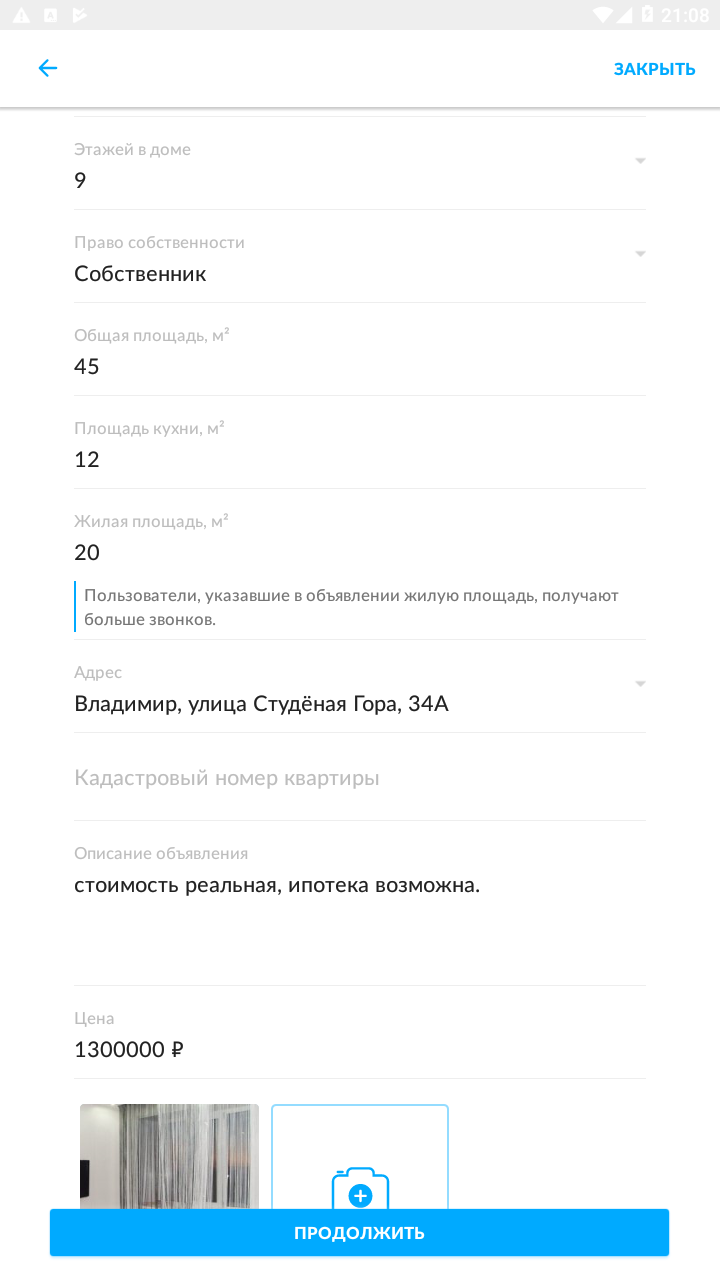 21:08
ЗАКРЫТЬ
Этажей в доме
9
Право собственности
Собственник
Общая площадь, м²
45
Площадь кухни, м²
12
Жилая площадь, м²
20
Пользователи, указавшие в объявлении жилую площадь, получают
больше звонков.
Адрес
Владимир, улица Студёная Гора, 34А
Кадастровый номер квартиры
Описание объявления
стоимость реальная, ипотека возможна.
Цена
1300000 ₽
ПРОДОЛЖИТЬ